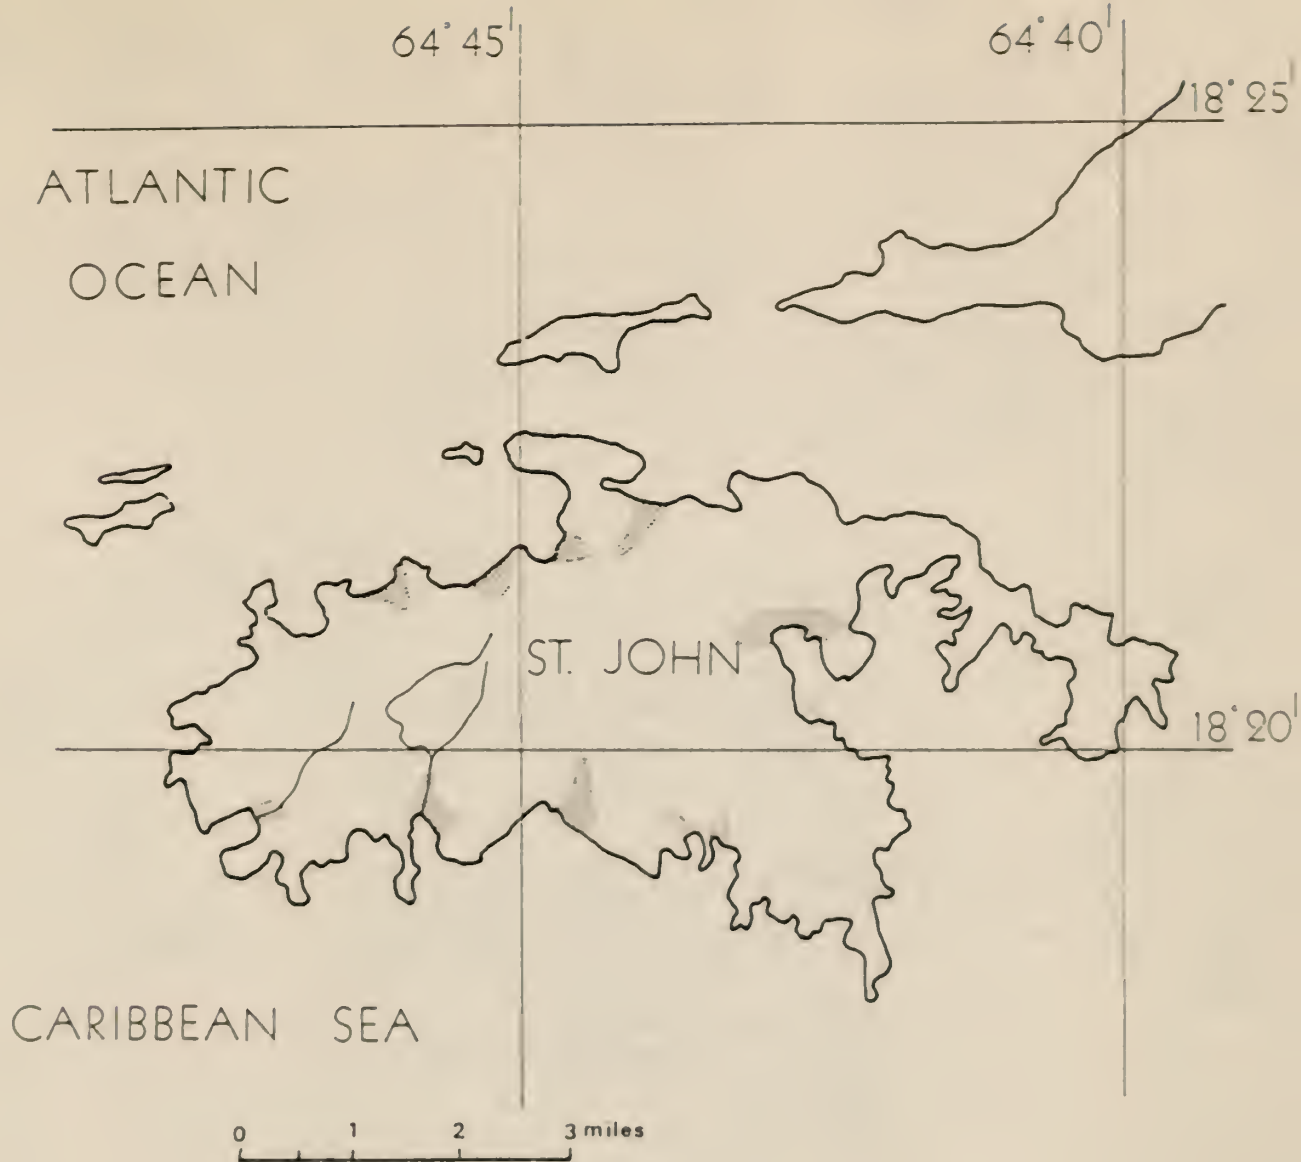 64° 45'
64° 40'
18° 25'
ATLANTIC
OCEAN
ST. JOHN
18° 20'
CARIBBEAN SEA
0 1 2 3 miles